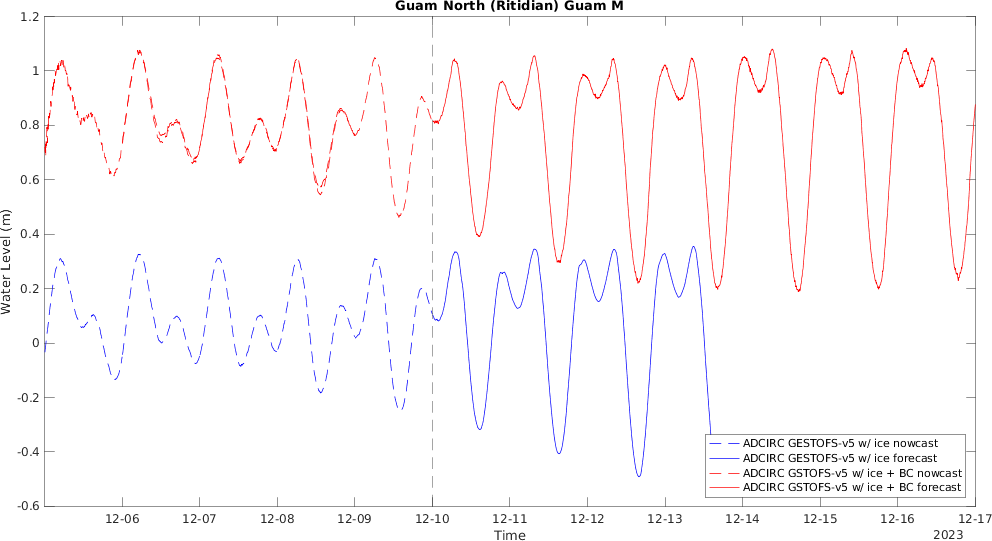 Guam North (Ritidian) Guam M
1.2
1
0.8
0.6
0.4
0.2
0
-0.2
-0.4
-0.6
Water Level (m)
ADCIRC GESTOFS-v5 w/ ice nowcast
ADCIRC GESTOFS-v5 w/ ice forecast
ADCIRC GSTOFS-v5 w/ ice + BC nowcast
ADCIRC GSTOFS-v5 w/ ice + BC forecast
12-06 12-07 12-08 12-09 12-10 12-11 12-12 12-13 12-14 12-15 12-16 12-17
Time
2023